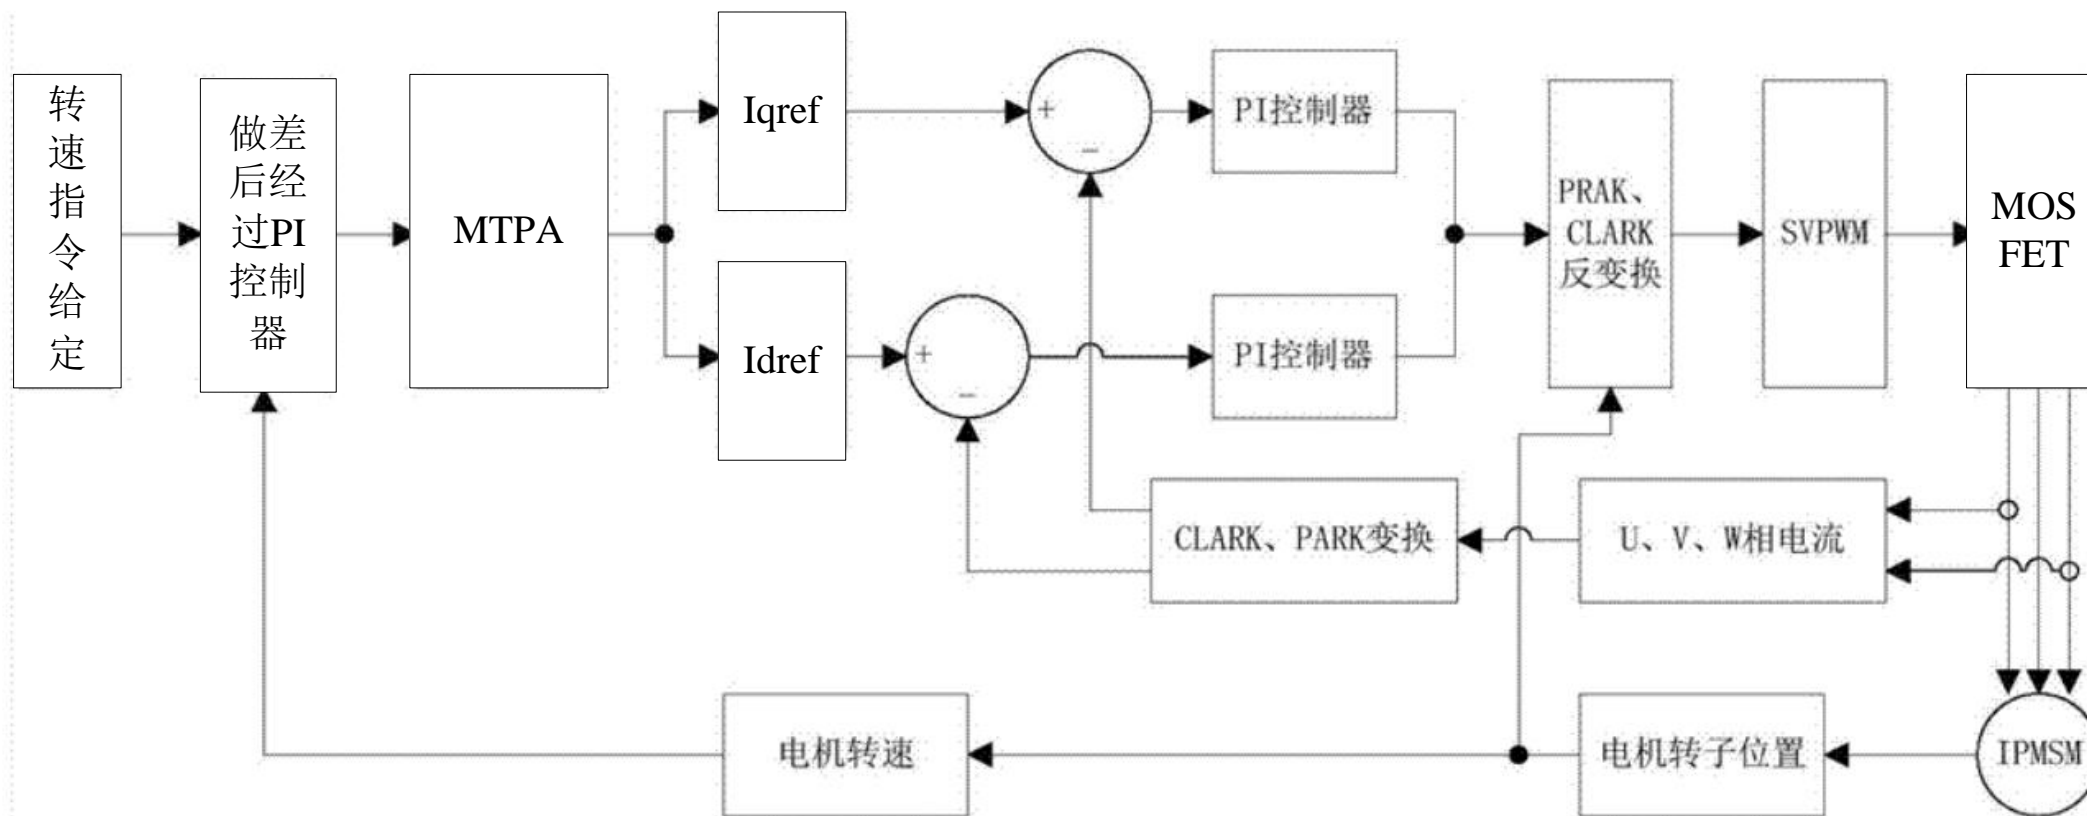 转
速
指
令
给
定
做差
后经
过PI
控制
器
MTPA
Iqref
Idref
+
−
PI控制器
+
−
PI控制器
PRAK、
CLARK
反变换
SVPWM
MOS
FET
CLARK、PARK变换
U、V、W相电流
电机转速
电机转子位置
IPMSM